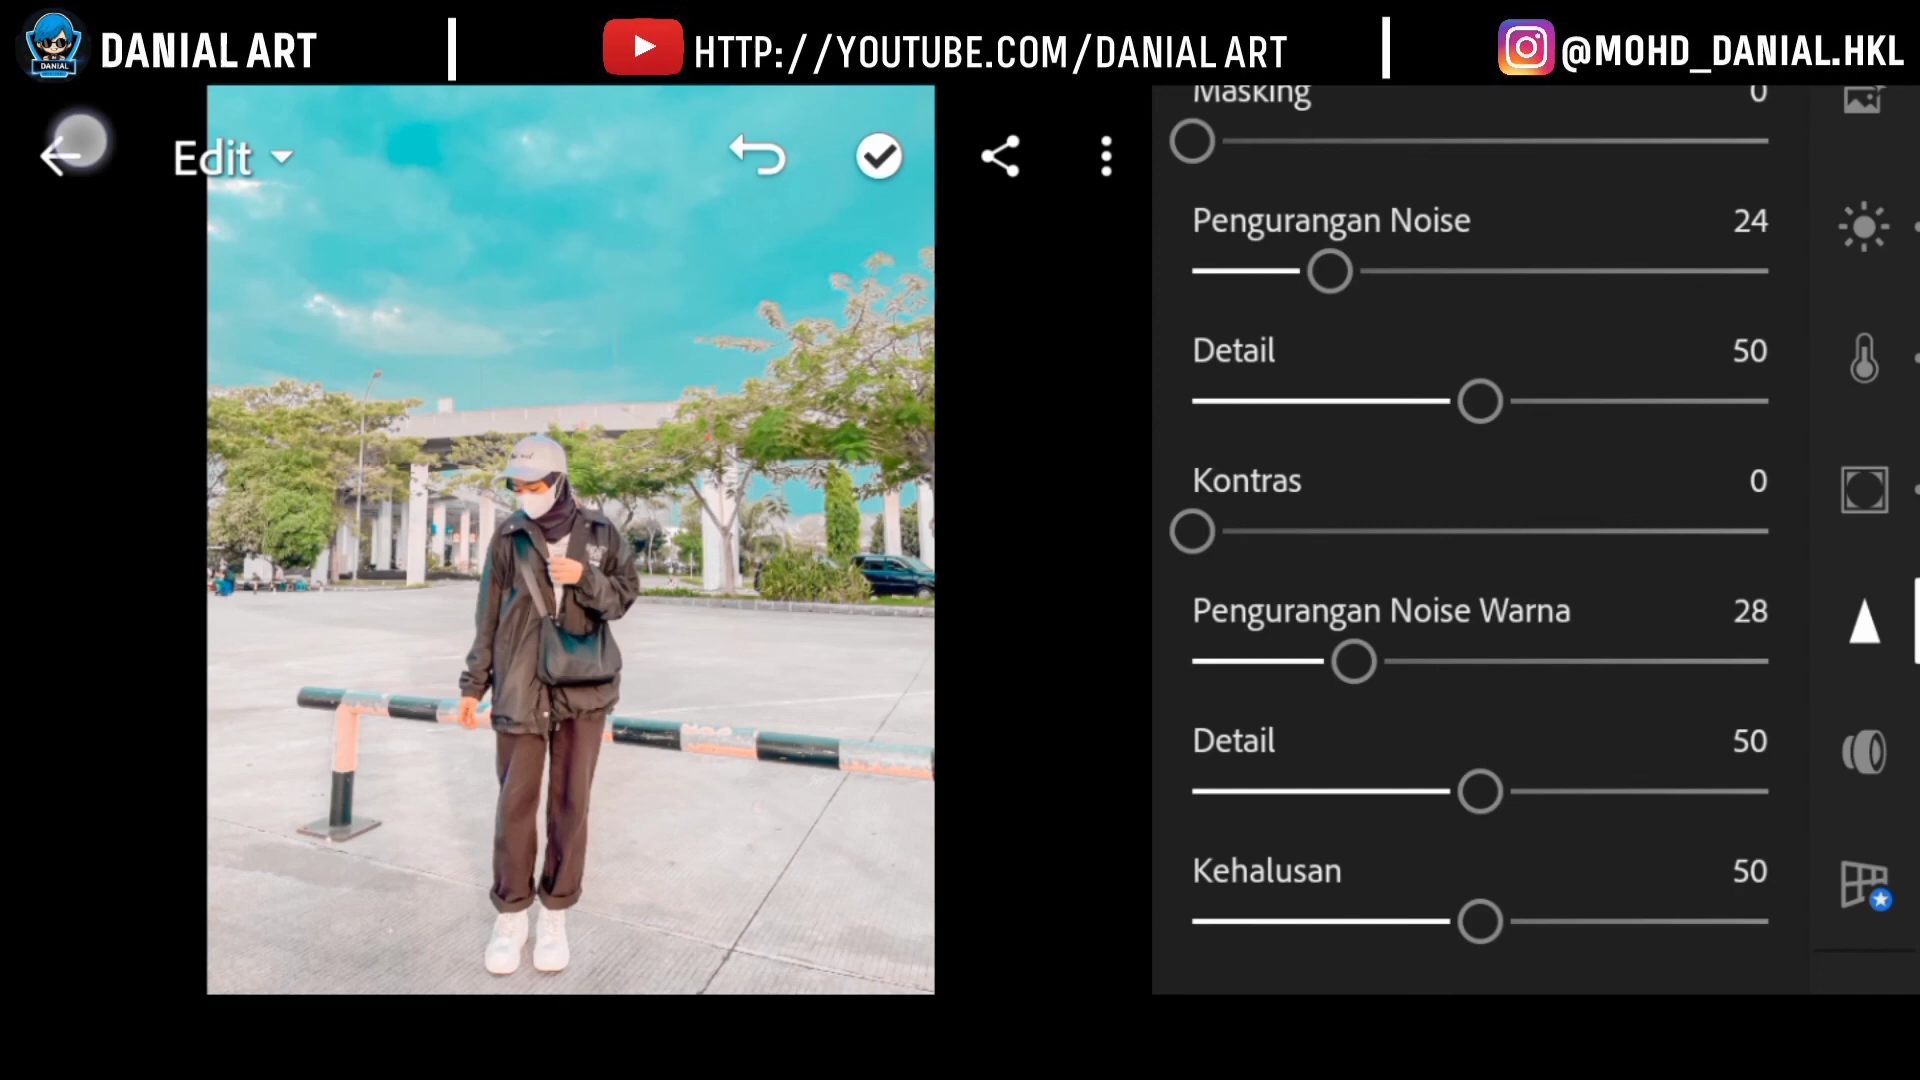 DANIAL ART
DANIAL
HTTP://YOUTUBE.COM/DANIAL ART
@MOHD_DANIAL.HKL
Edit
Masking 0
Pengurangan Noise 24
Detail 50
Kontras 0
Pengurangan Noise Warna 28
Detail 50
Kehalusan 50